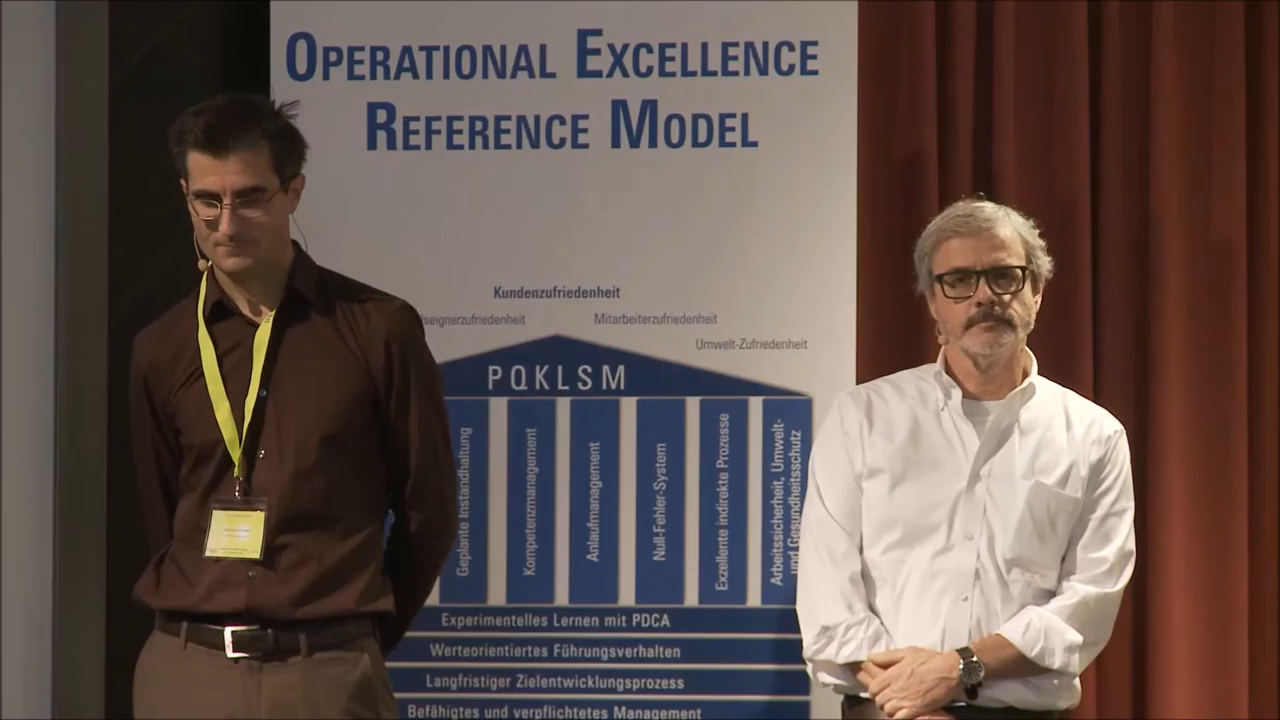 OPERATIONAL EXCELLENCE
REFERENCE MODEL
Kundenzufriedenheit
Mitarbeiterzufriedenheit
Umwelt-Zufriedenheit
PQKLSM
Geplante Instandhaltung
Kompetenzmanagement
Anlaufmanagement
Null-Fehler-System
Exzellente indirekte Prozesse
Arbeitssicherheit, Umwelt-
und Gesundheitsschutz
Experimentelles Lernen mit PDCA
Werteorientiertes Führungsverhalten
Langfristiger Zielentwicklungsprozess
Befähigtes und verpflichtetes Management